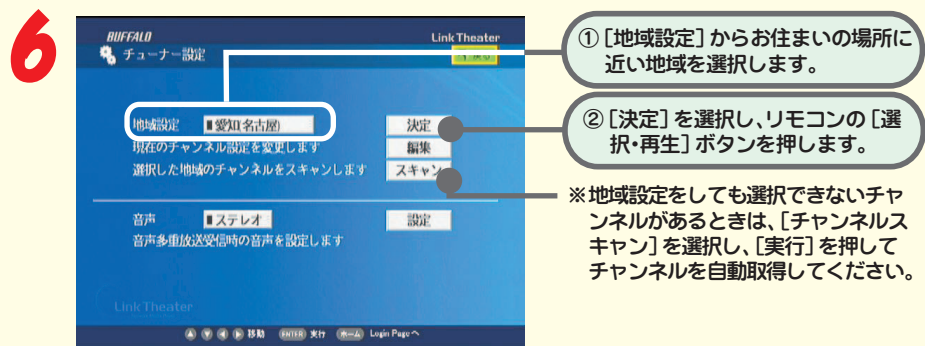 6
BUFFALO
LinkTheater
チューナー設定
地域設定
■愛知(名古屋)
決定
現在のチャンネル設定を変更します
編集
選択した地域のチャンネルをスキャンします
スキャン
音声
■ステレオ
設定
音声多重放送受信時の音声を設定します
LinkTheater
移動 ENTER 実行 ホーム Login Page へ
①[地域設定]からお住まいの場所に
近い地域を選択します。
②[決定]を選択し、リモコンの[選
択・再生]ボタンを押します。
※地域設定をしても選択できないチャ
ンネルがあるときは、[チャンネルス
キャン]を選択し、[実行]を押して
チャンネルを自動取得してください。